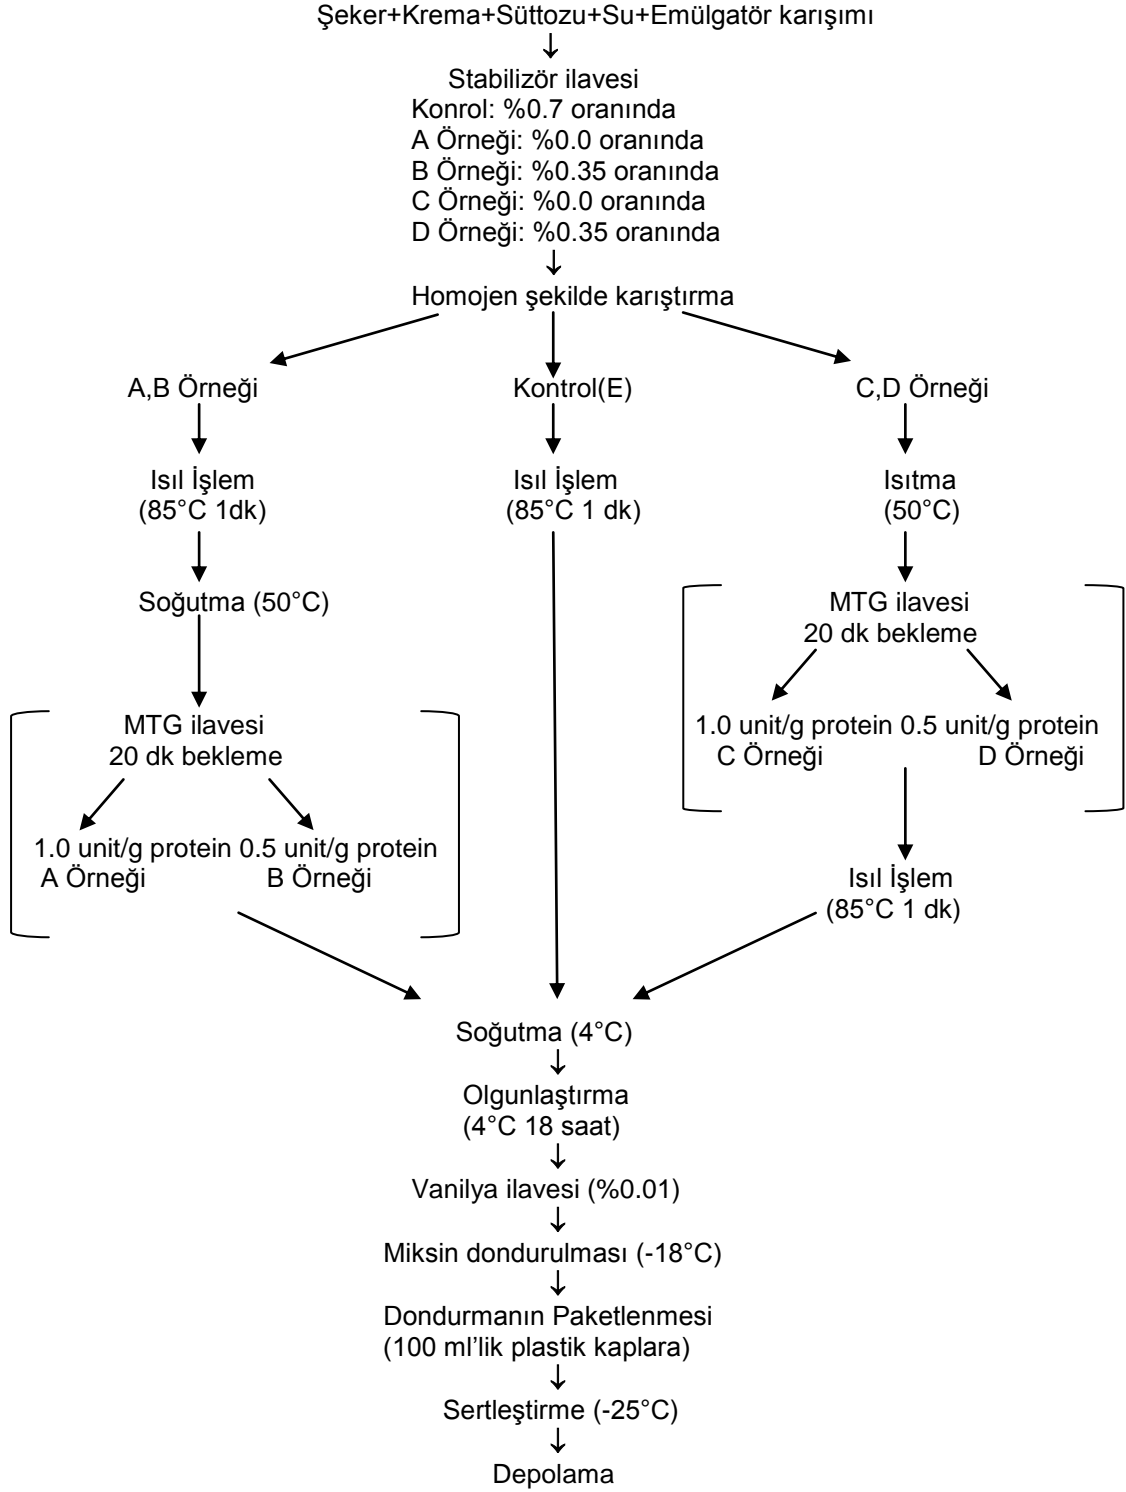 Şeker+Krema+Süttozu+Su+Emülgatör karışımı
Stabilizör ilavesi
Konrol: %0.7 oranında
A Örneği: %0.0 oranında
B Örneği: %0.35 oranında
C Örneği: %0.0 oranında
D Örneği: %0.35 oranında
Homojen şekilde karıştırma
A,B Örneği
Isıl İşlem
(85°C 1dk)
Soğutma (50°C)
MTG ilavesi
20 dk bekleme
1.0 unit/g protein 0.5 unit/g protein
A Örneği B Örneği
Kontrol(E)
Isıl İşlem
(85°C 1 dk)
C,D Örneği
Isıtma
(50°C)
MTG ilavesi
20 dk bekleme
1.0 unit/g protein 0.5 unit/g protein
C Örneği D Örneği
Isıl İşlem
(85°C 1 dk)
Soğutma (4°C)
Olgunlaştırma
(4°C 18 saat)
Vanilya ilavesi (%0.01)
Miksin dondurulması (-18°C)
Dondurmanın Paketlenmesi
(100 ml’lik plastik kaplara)
Sertleştirme (-25°C)
Depolama